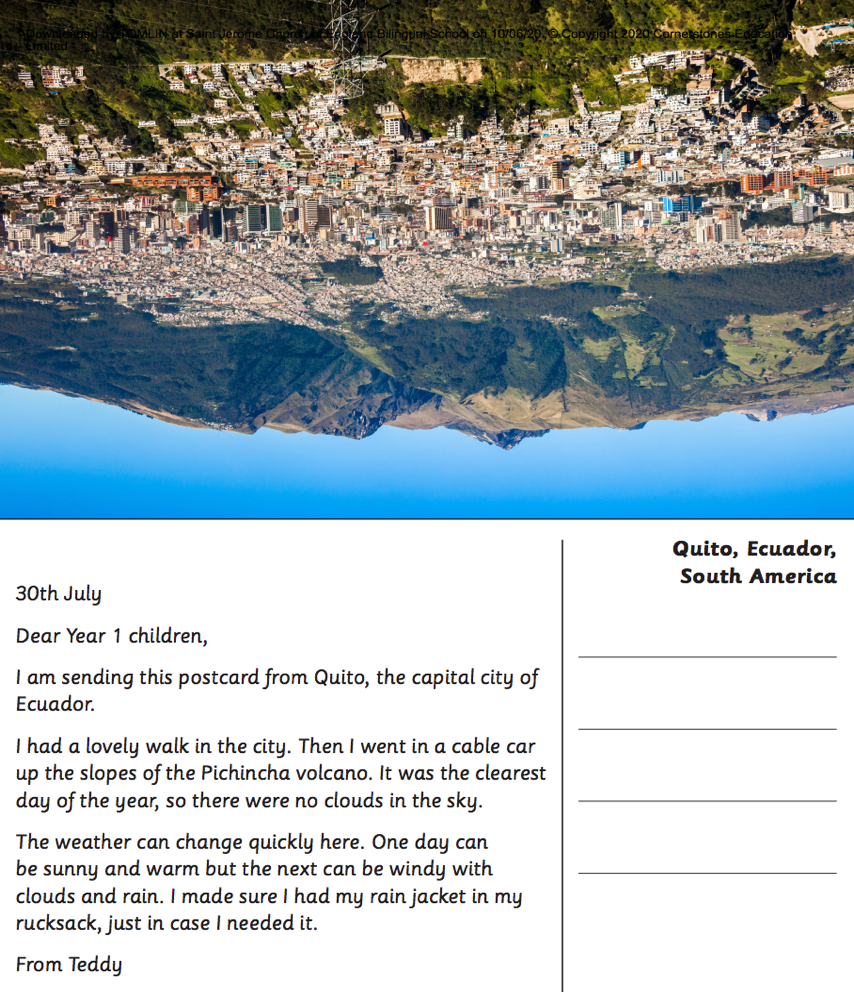 Downloaded by TOMLIN at Saint Jerome Church of England Bilingual School on 10/06/20. © Copyright 2020 Cornerstones Education
Limited
Quito, Ecuador,
South America
30th July
Dear Year 1 children,
I am sending this postcard from Quito, the capital city of
Ecuador.
I had a lovely walk in the city. Then I went in a cable car
up the slopes of the Pichincha volcano. It was the clearest
day of the year, so there were no clouds in the sky.
The weather can change quickly here. One day can
be sunny and warm but the next can be windy with
clouds and rain. I made sure I had my rain jacket in my
rucksack, just in case I needed it.
From Teddy